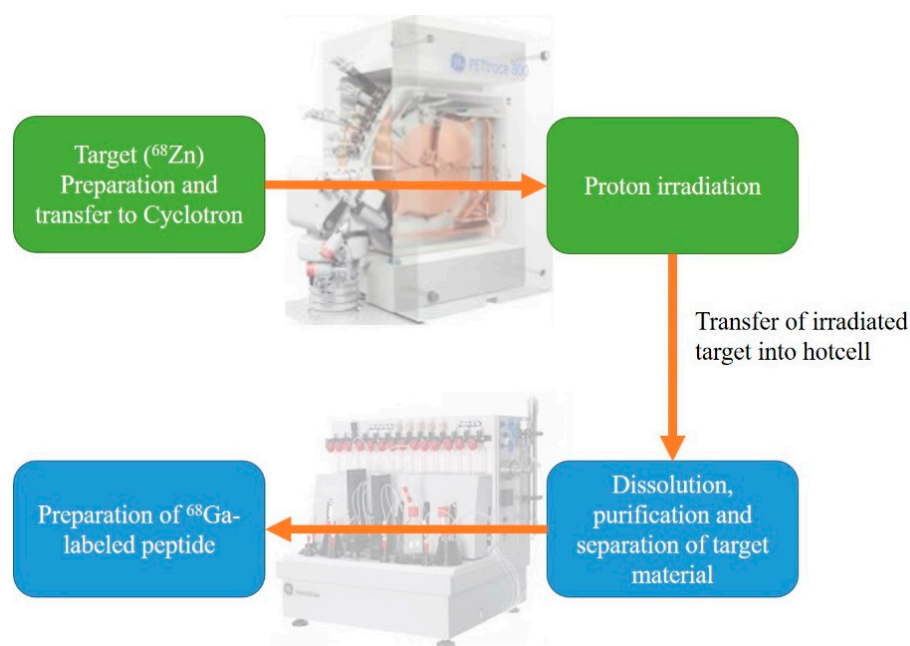 PETtrace 800
Target (⁶⁸Zn)
Preparation and
transfer to Cyclotron
Proton irradiation
Transfer of irradiated
target into hotcell
Preparation of ⁶⁸Ga-
labeled peptide
Dissolution,
purification and
separation of target
material